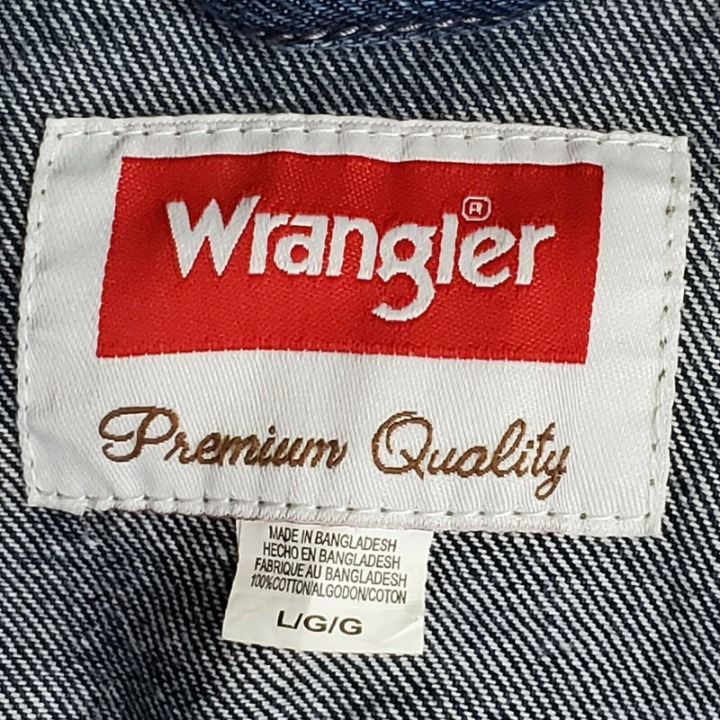 Wrangler®
Premium Quality
MADE IN BANGLADESH
HECHO EN BANGLADESH
FABRIQUE AU BANGLADESH
100%COTTON/ALGODON/COTON
L/G/G